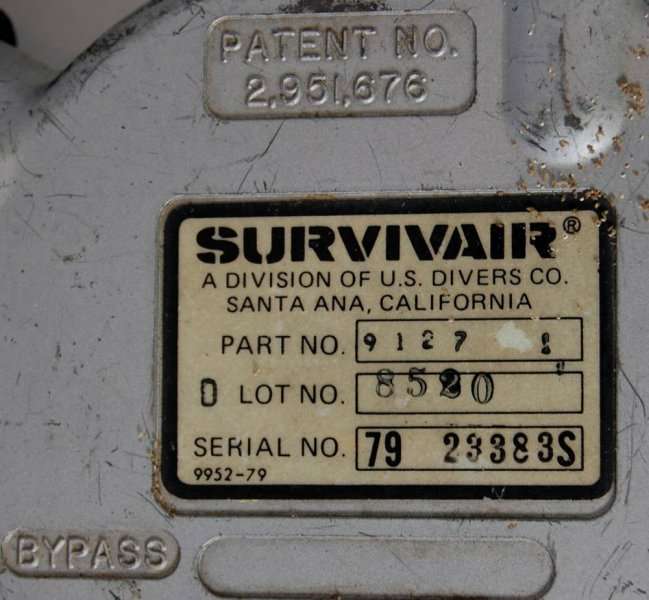 PATENT NO.
2,951,676
SURVIVAIR®
A DIVISION OF U.S. DIVERS CO.
SANTA ANA, CALIFORNIA
PART NO. 9127
D LOT NO. 8520
SERIAL NO. 79 23383S
9952-79
BYPASS